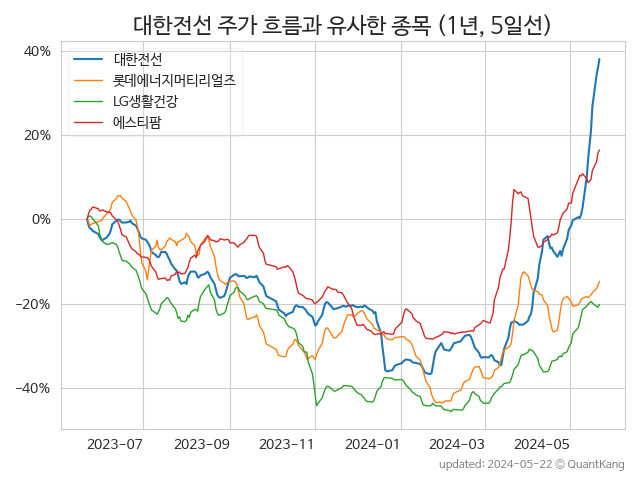 대한전선 주가 흐름과 유사한 종목 (1년, 5일선)
대한전선
롯데에너지머티리얼즈
LG생활건강
에스티팜
40%
20%
0%
−20%
−40%
2023-07 2023-09 2023-11 2024-01 2024-03 2024-05
updated: 2024-05-22 © QuantKang